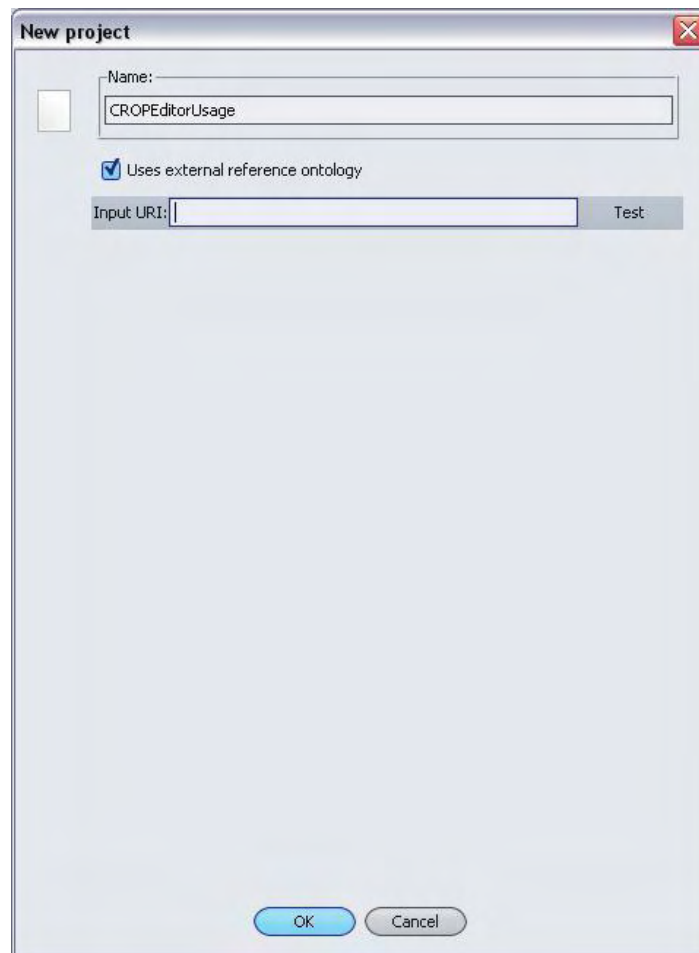 New project
Name:
CROPEditorUsage
Uses external reference ontology
Input URI: Test
OK Cancel